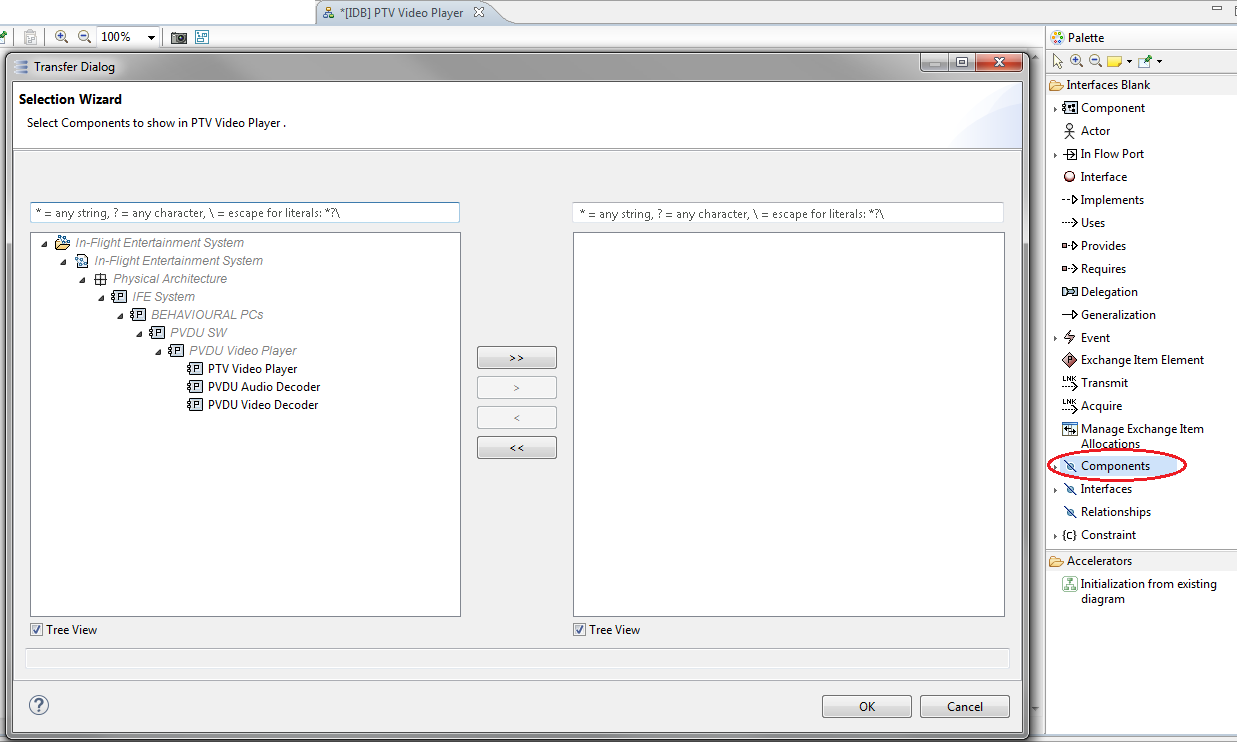 *[IDB] PTV Video Player
100%
Transfer Dialog
Selection Wizard
Select Components to show in PTV Video Player .
* = any string, ? = any character, \ = escape for literals: *?\
* = any string, ? = any character, \ = escape for literals: *?\
In-Flight Entertainment System
In-Flight Entertainment System
Physical Architecture
P IFE System
P BEHAVIOURAL PCs
P PVDU SW
P PVDU Video Player
P PTV Video Player
P PVDU Audio Decoder
P PVDU Video Decoder
>>
>
<
<<
Tree View
Tree View
?
OK
Cancel
Palette
Interfaces Blank
Component
Actor
In Flow Port
Interface
Implements
Uses
Provides
Requires
Delegation
Generalization
Event
P Exchange Item Element
LNK Transmit
LNK Acquire
Manage Exchange Item
Allocations
Components
Interfaces
Relationships
{C} Constraint
Accelerators
Initialization from existing
diagram